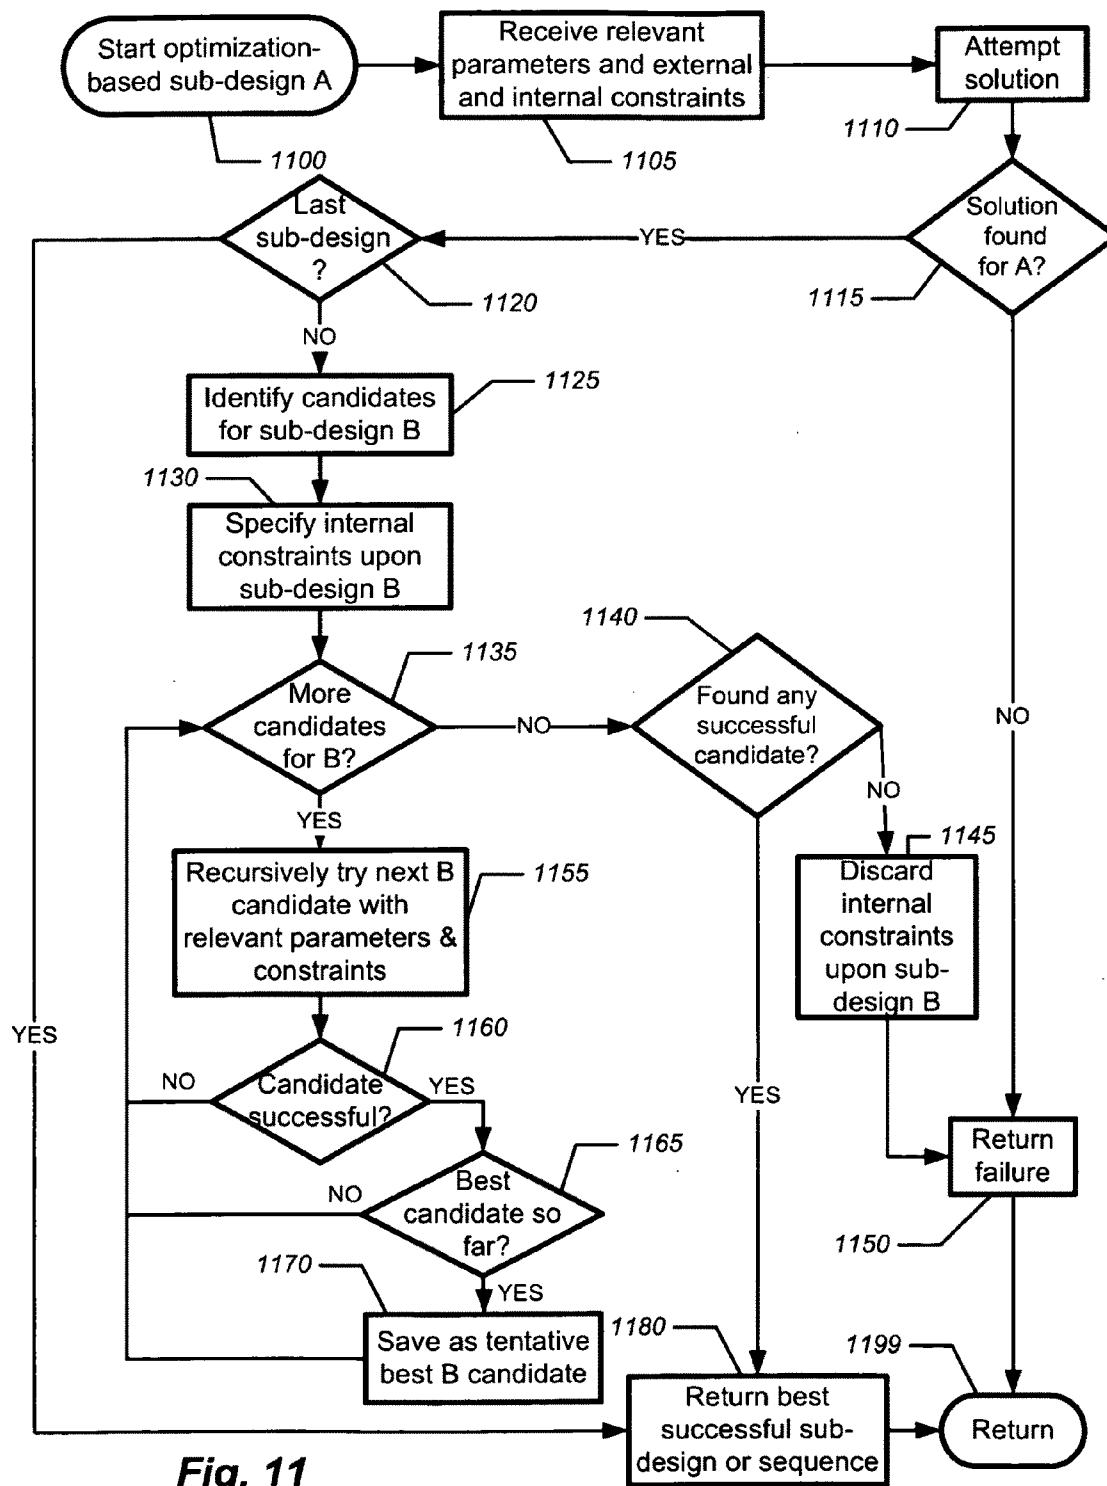 Start optimization-
based sub-design A
1100
Receive relevant
parameters and external
and internal constraints
1105
Attempt
solution
1110
Solution
found
for A?
1115
YES
Last
sub-design
?
1120
NO
Identify candidates
for sub-design B
1125
1130
Specify internal
constraints upon
sub-design B
1135
More
candidates
for B?
NO
1140
Found any
successful
candidate?
NO
NO
YES
1145
Discard
internal
constraints
upon sub-
design B
Recursively try next B
candidate with
relevant parameters &
constraints
1155
YES
1160
Candidate
successful?
NO
YES
YES
1165
Best
candidate so
far?
NO
YES
Return
failure
1150
1170
Save as tentative
best B candidate
1180
Return best
successful sub-
design or sequence
1199
Return
Fig. 11